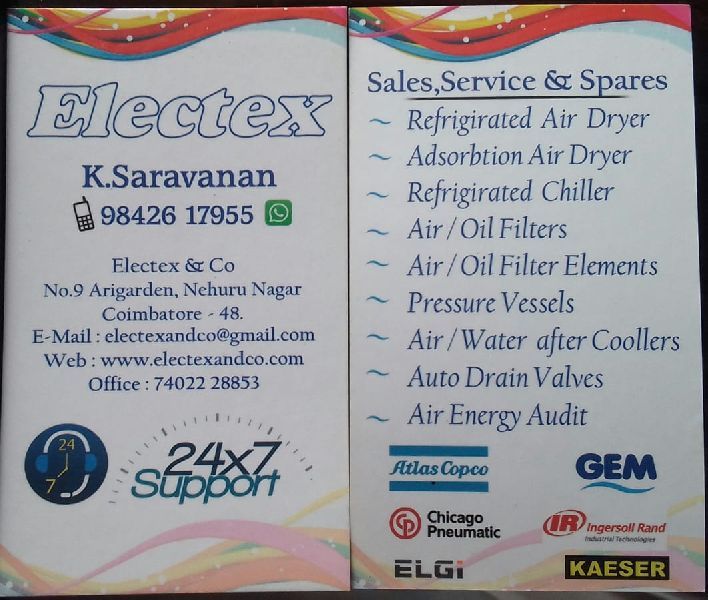 Electex
K.Saravanan
98426 17955
Electex & Co
No.9 Arigarden, Nehuru Nagar
Coimbatore - 48.
E-Mail : electexandco@gmail.com
Web : www.electexandco.com
Office : 74022 28853
24
7
24x7
Support
Sales,Service & Spares
~ Refrigirated Air Dryer
~ Adsorbtion Air Dryer
~ Refrigirated Chiller
~ Air / Oil Filters
~ Air / Oil Filter Elements
~ Pressure Vessels
~ Air / Water after Coollers
~ Auto Drain Valves
~ Air Energy Audit
Atlas Copco
GEM
CP Chicago
Pneumatic
IR Ingersoll Rand
Industrial Technologies
ELGi
KAESER